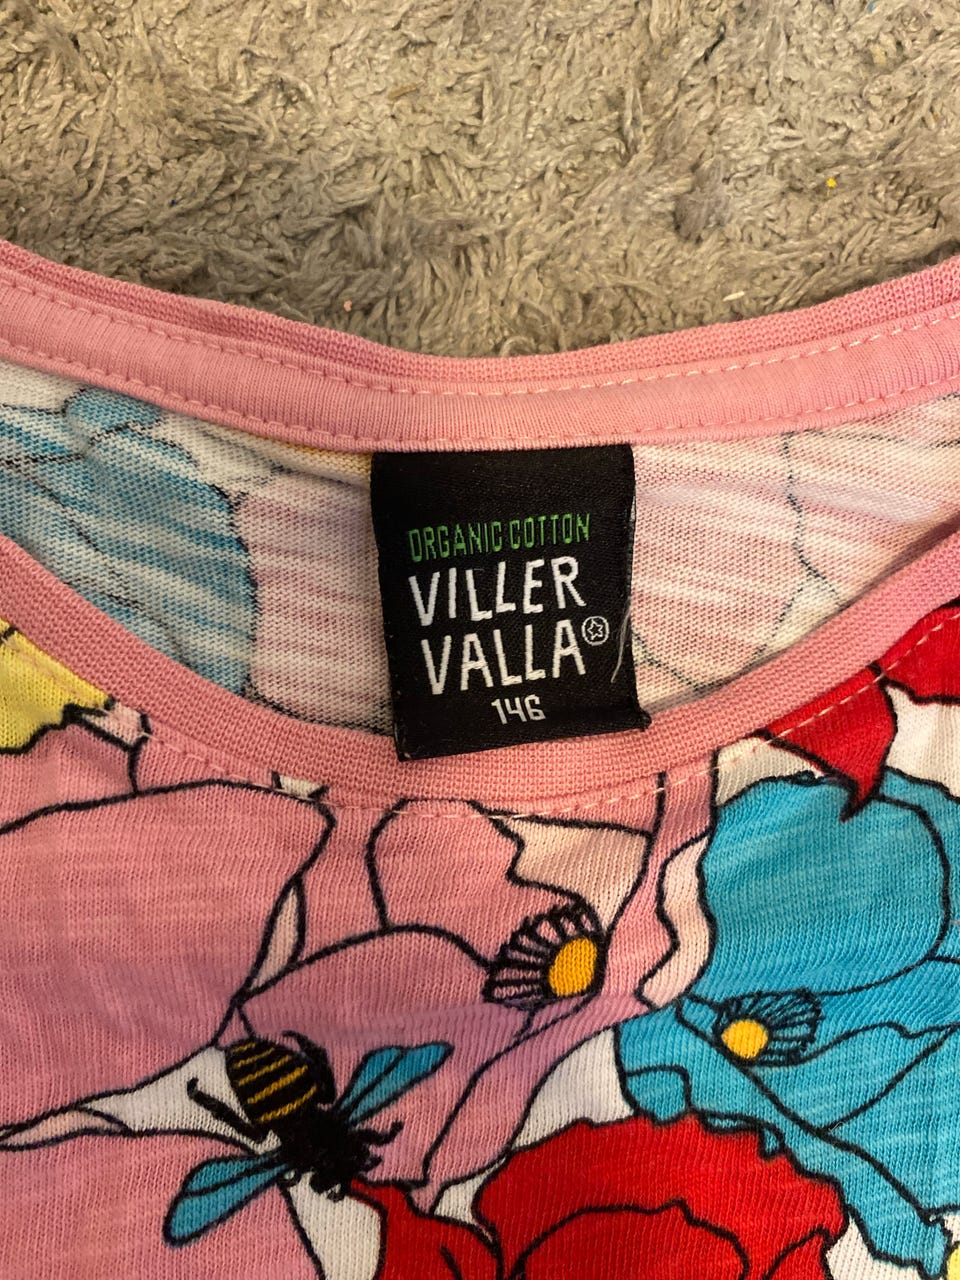 ORGANIC COTTON
VILLER
VALLA®
146